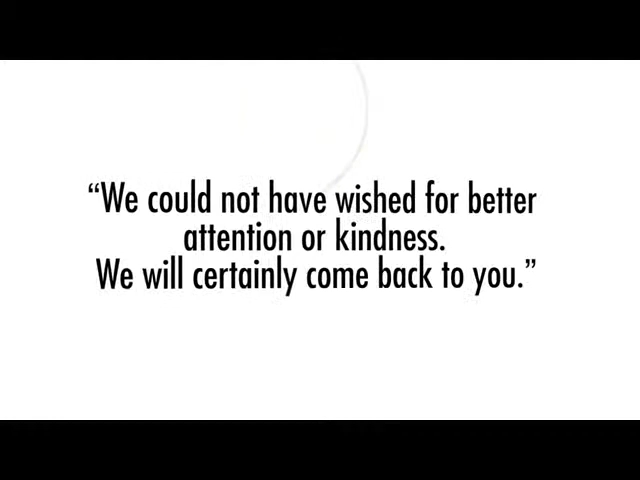 “We could not have wished for better
attention or kindness.
We will certainly come back to you.”